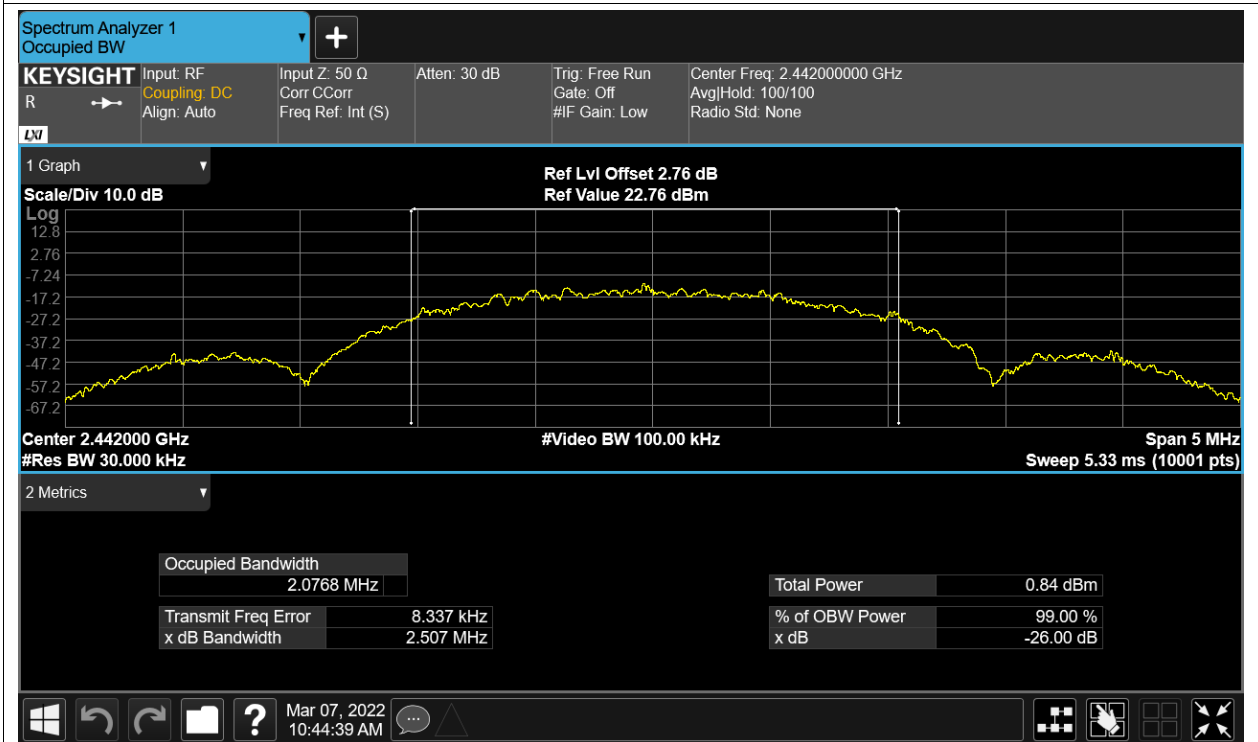 Spectrum Analyzer 1
Occupied BW
▼
+
KEYSIGHT
R
LXI
Input: RF
Coupling: DC
Align: Auto
Input Z: 50 Ω
Corr CCorr
Freq Ref: Int (S)
Atten: 30 dB
Trig: Free Run
Gate: Off
#IF Gain: Low
Center Freq: 2.442000000 GHz
Avg|Hold: 100/100
Radio Std: None
1 Graph
Scale/Div 10.0 dB
Ref Lvl Offset 2.76 dB
Ref Value 22.76 dBm
Log
12.8
2.76
-7.24
-17.2
-27.2
-37.2
-47.2
-57.2
-67.2
Center 2.442000 GHz
#Video BW 100.00 kHz
Span 5 MHz
#Res BW 30.000 kHz
Sweep 5.33 ms (10001 pts)
2 Metrics
Occupied Bandwidth
2.0768 MHz
Transmit Freq Error 8.337 kHz
x dB Bandwidth 2.507 MHz
Total Power 0.84 dBm
% of OBW Power 99.00 %
x dB -26.00 dB
?
Mar 07, 2022
10:44:39 AM